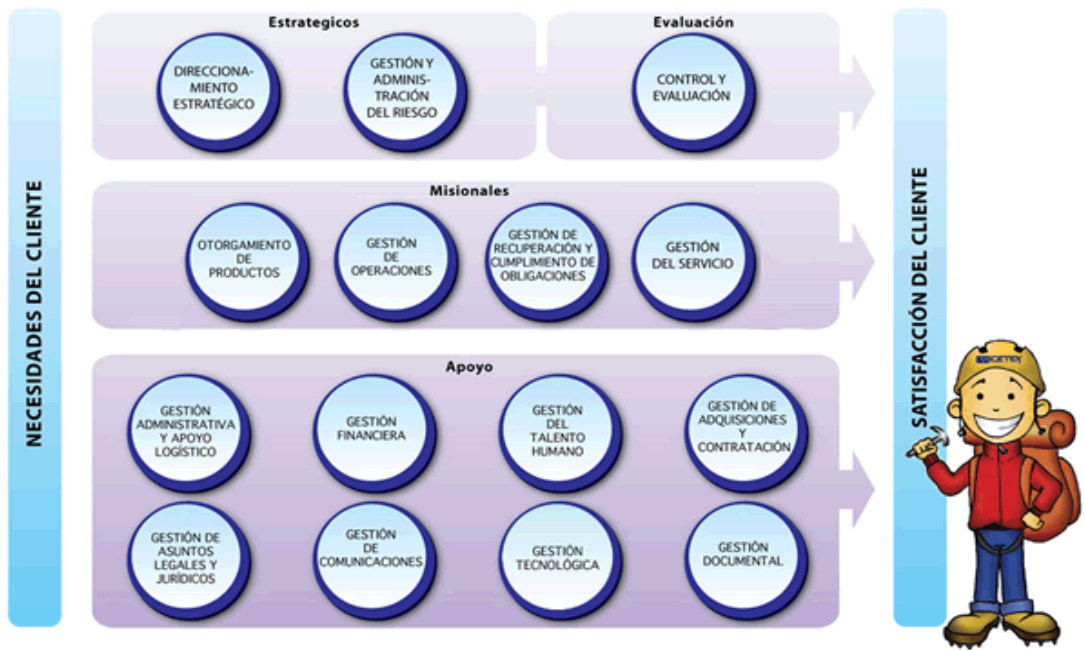 Estrategicos
DIRECCIONA-
MIENTO
ESTRATÉGICO
GESTIÓN Y
ADMINIS-
TRACIÓN
DEL RIESGO
Evaluación
CONTROL Y
EVALUACIÓN
NECESIDADES DEL CLIENTE
Misionales
OTORGAMIENTO
DE
PRODUCTOS
GESTIÓN
DE
OPERACIONES
GESTIÓN DE
RECUPERACIÓN Y
CUMPLIMIENTO DE
OBLIGACIONES
GESTIÓN
DEL SERVICIO
Apoyo
GESTIÓN
ADMINISTRATIVA
Y APOYO
LOGÍSTICO
GESTIÓN
FINANCIERA
GESTIÓN
DEL
TALENTO
HUMANO
GESTIÓN DE
ADQUISICIONES
Y
CONTRATACIÓN
GESTIÓN DE
ASUNTOS
LEGALES Y
JURÍDICOS
GESTIÓN
DE
COMUNICACIONES
GESTIÓN
TECNOLÓGICA
GESTIÓN
DOCUMENTAL
SATISFACCIÓN DEL CLIENTE
ICETEX